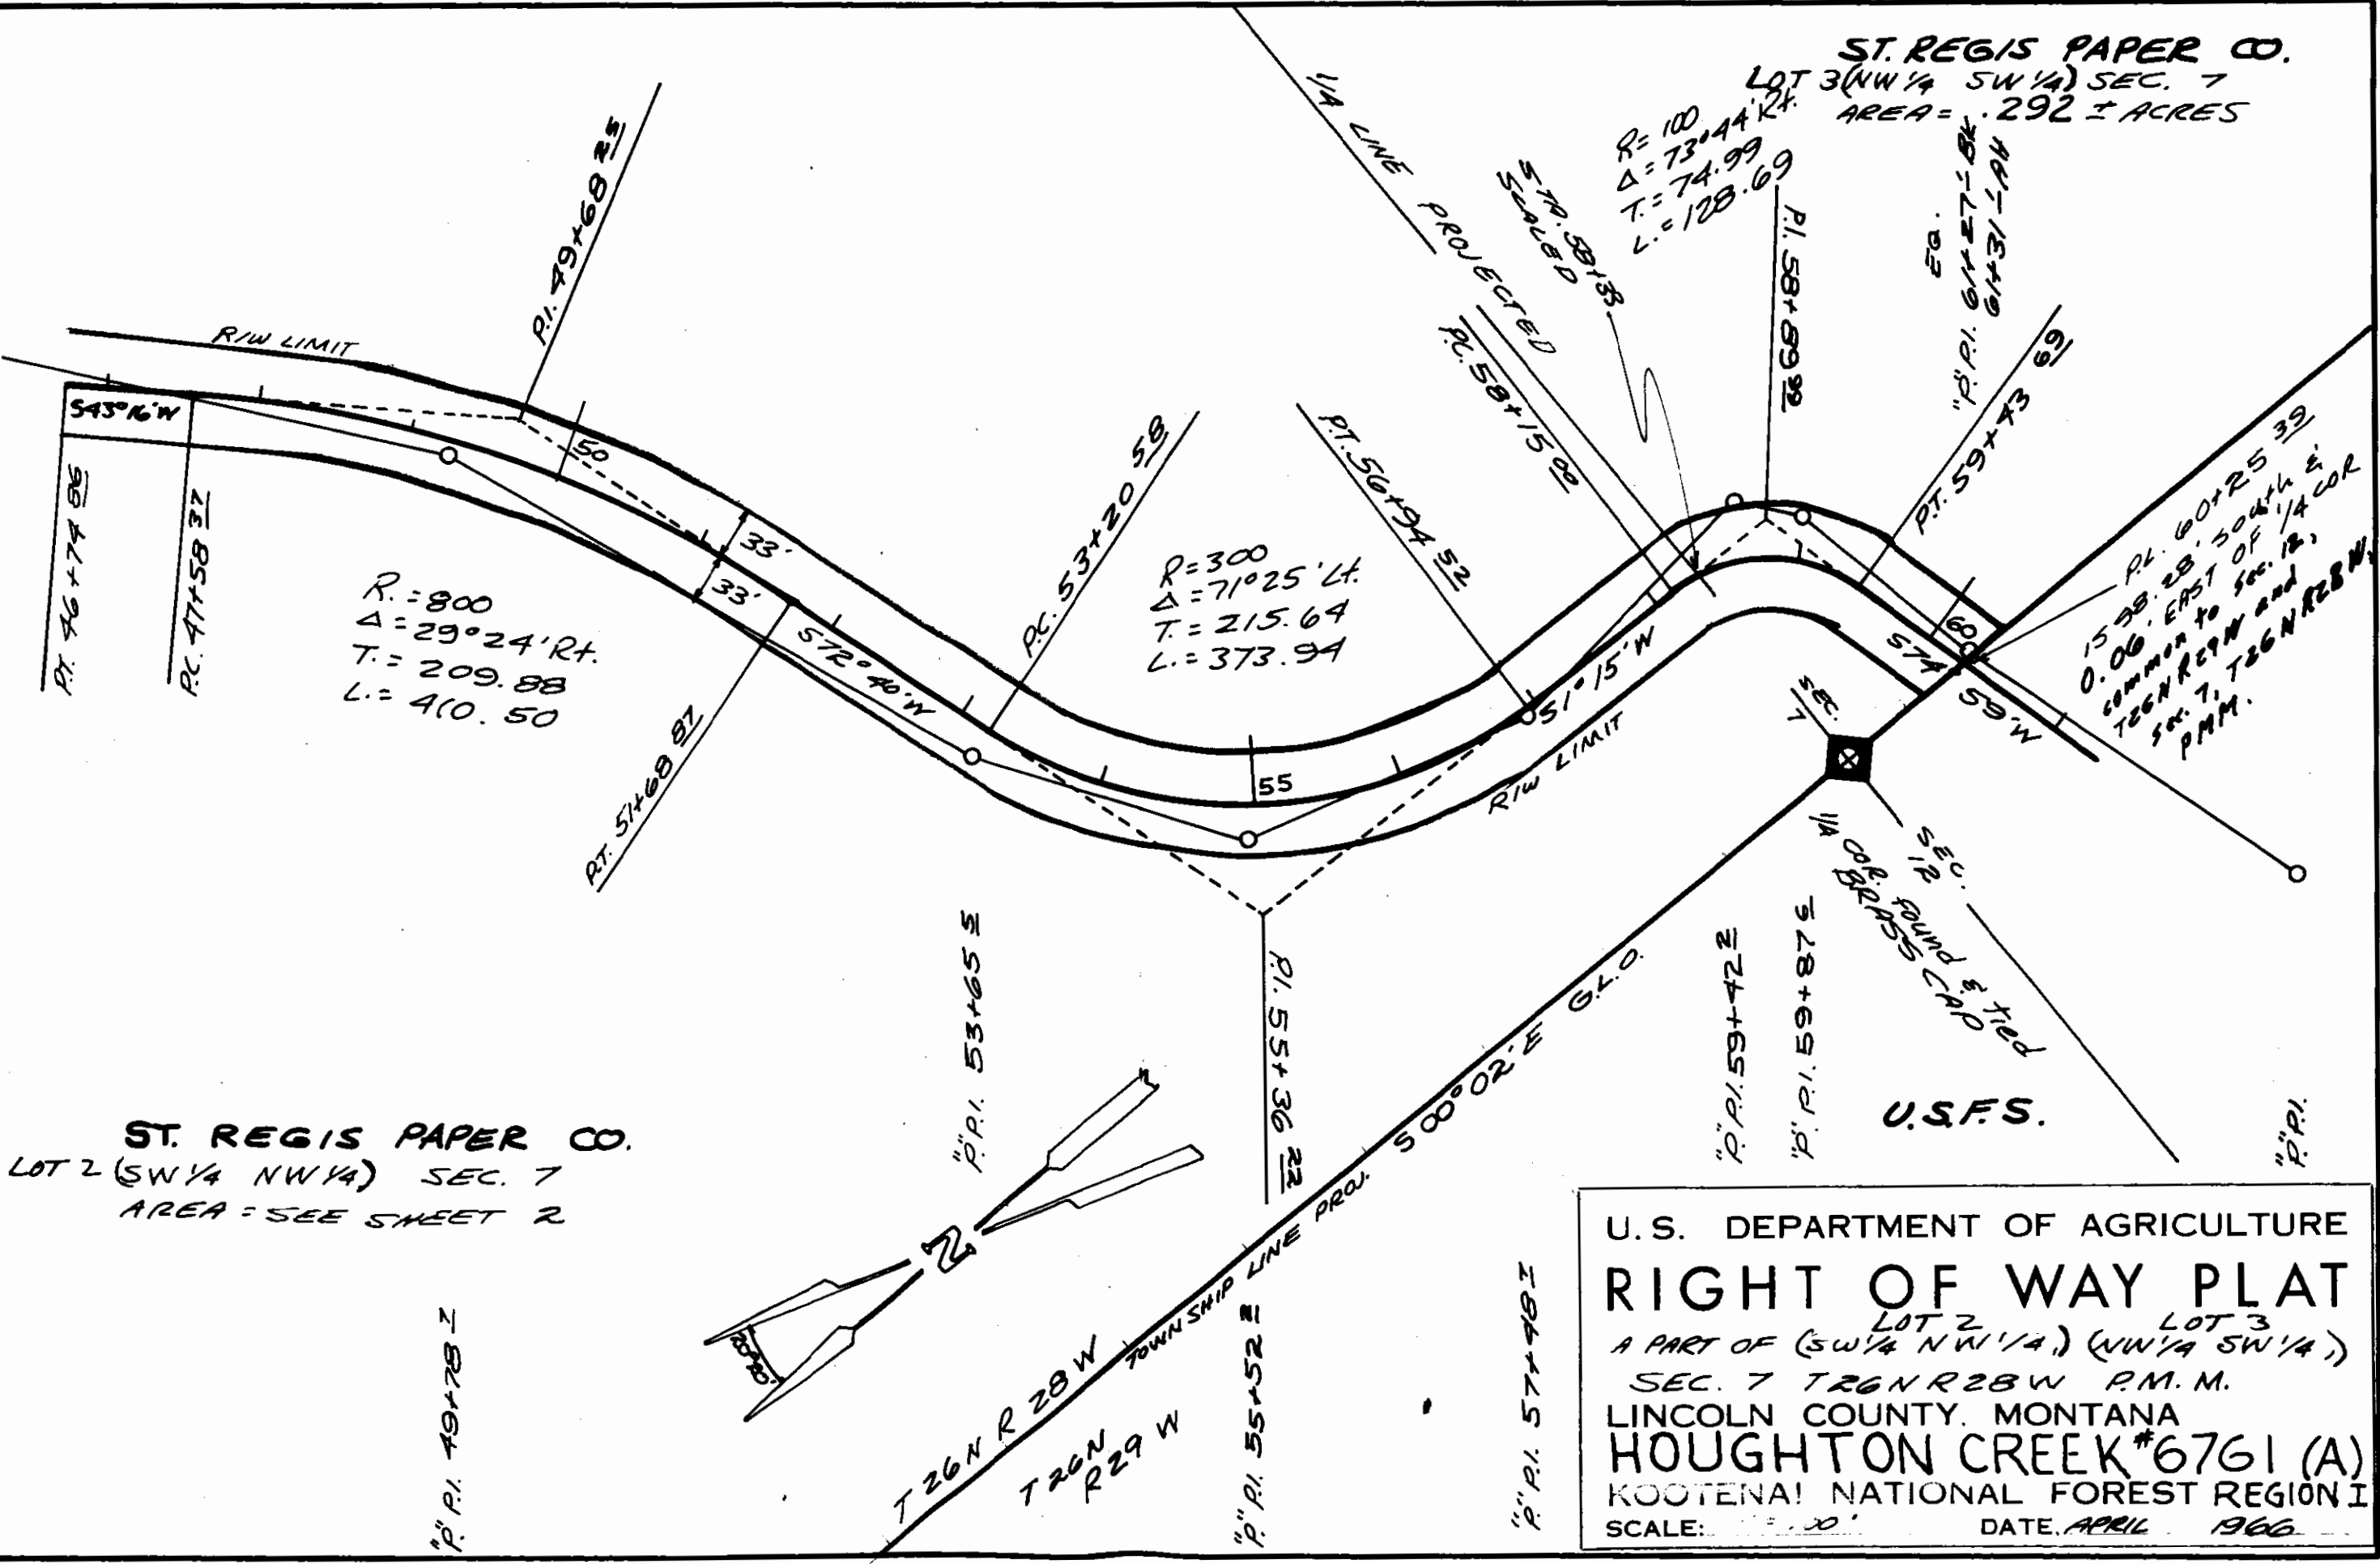 ST. REGIS PAPER CO.
LOT 3 (NW 1/4 SW 1/4) SEC. 7
AREA = .292 ± ACRES
1/4 LINE PROJECTED
STA. 58+33
SCALED
R = 100
Δ = 73°44' Rt.
T. = 74.99
L. = 128.69
P.I. 58+89 99
EQ.
"P." P.I. 61+27 - BK
61+31 - AH
P.I. 49+68 25
R/W LIMIT
S43°16'W
50
P.T. 46+74 86
P.C. 47+58 37
R. = 800
Δ = 29°24' Rt.
T. = 209.88
L. = 410.50
33'
33'
S72°40'W
P.T. 51+68 87
P.C. 53+20 58
R = 300
Δ = 71°25' Lt.
T. = 215.64
L. = 373.94
P.T. 56+94 52
P.C. 58+15 00
P.T. 59+43 69
55
S1°15'W
R/W LIMIT
60
S74 59'W
P.L. 60+25 39
1598.28' South &
0.06' EAST OF 1/4 COR
common to Sec. 12,
T26N R29W and
Sec. 7, T26N R28W,
P.M.M.
SEC.
7
SEC.
12
1/4 COR. Found & Tied
BRASS CAP
"P." P.I. 53+65 5
P.I. 55+36 22
"P." P.I. 59+42 2
"P." P.I. 59+87 6
U.S.F.S.
"P." P.I.
ST. REGIS PAPER CO.
LOT 2 (SW 1/4 NW 1/4) SEC. 7
AREA = SEE SHEET 2
N
TOWNSHIP LINE PROJ. S 00°02'E G.L.O.
T 26 N R 28 W
T 26 N
R 29 W
"P." P.I. 49+78 I
"P." P.I. 55+52 2
"P." P.I. 57+48 I
U.S. DEPARTMENT OF AGRICULTURE
RIGHT OF WAY PLAT
LOT 2 LOT 3
A PART OF (SW 1/4 NW 1/4,) (NW 1/4 SW 1/4,)
SEC. 7 T26N R28W P.M.M.
LINCOLN COUNTY. MONTANA
HOUGHTON CREEK #6761 (A)
KOOTENAI NATIONAL FOREST REGION I
SCALE:
DATE. APRIL 1966